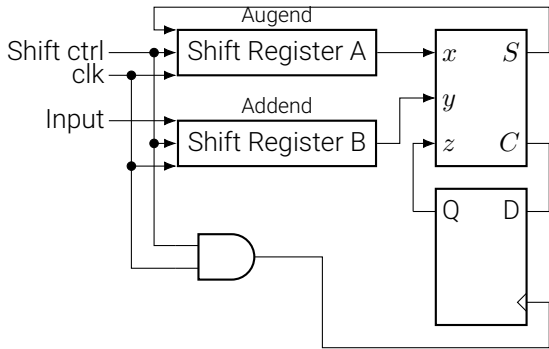 Augend
Shift ctrl
Shift Register A
x
S
clk
Addend
y
Input
Shift Register B
z
C
Q
D